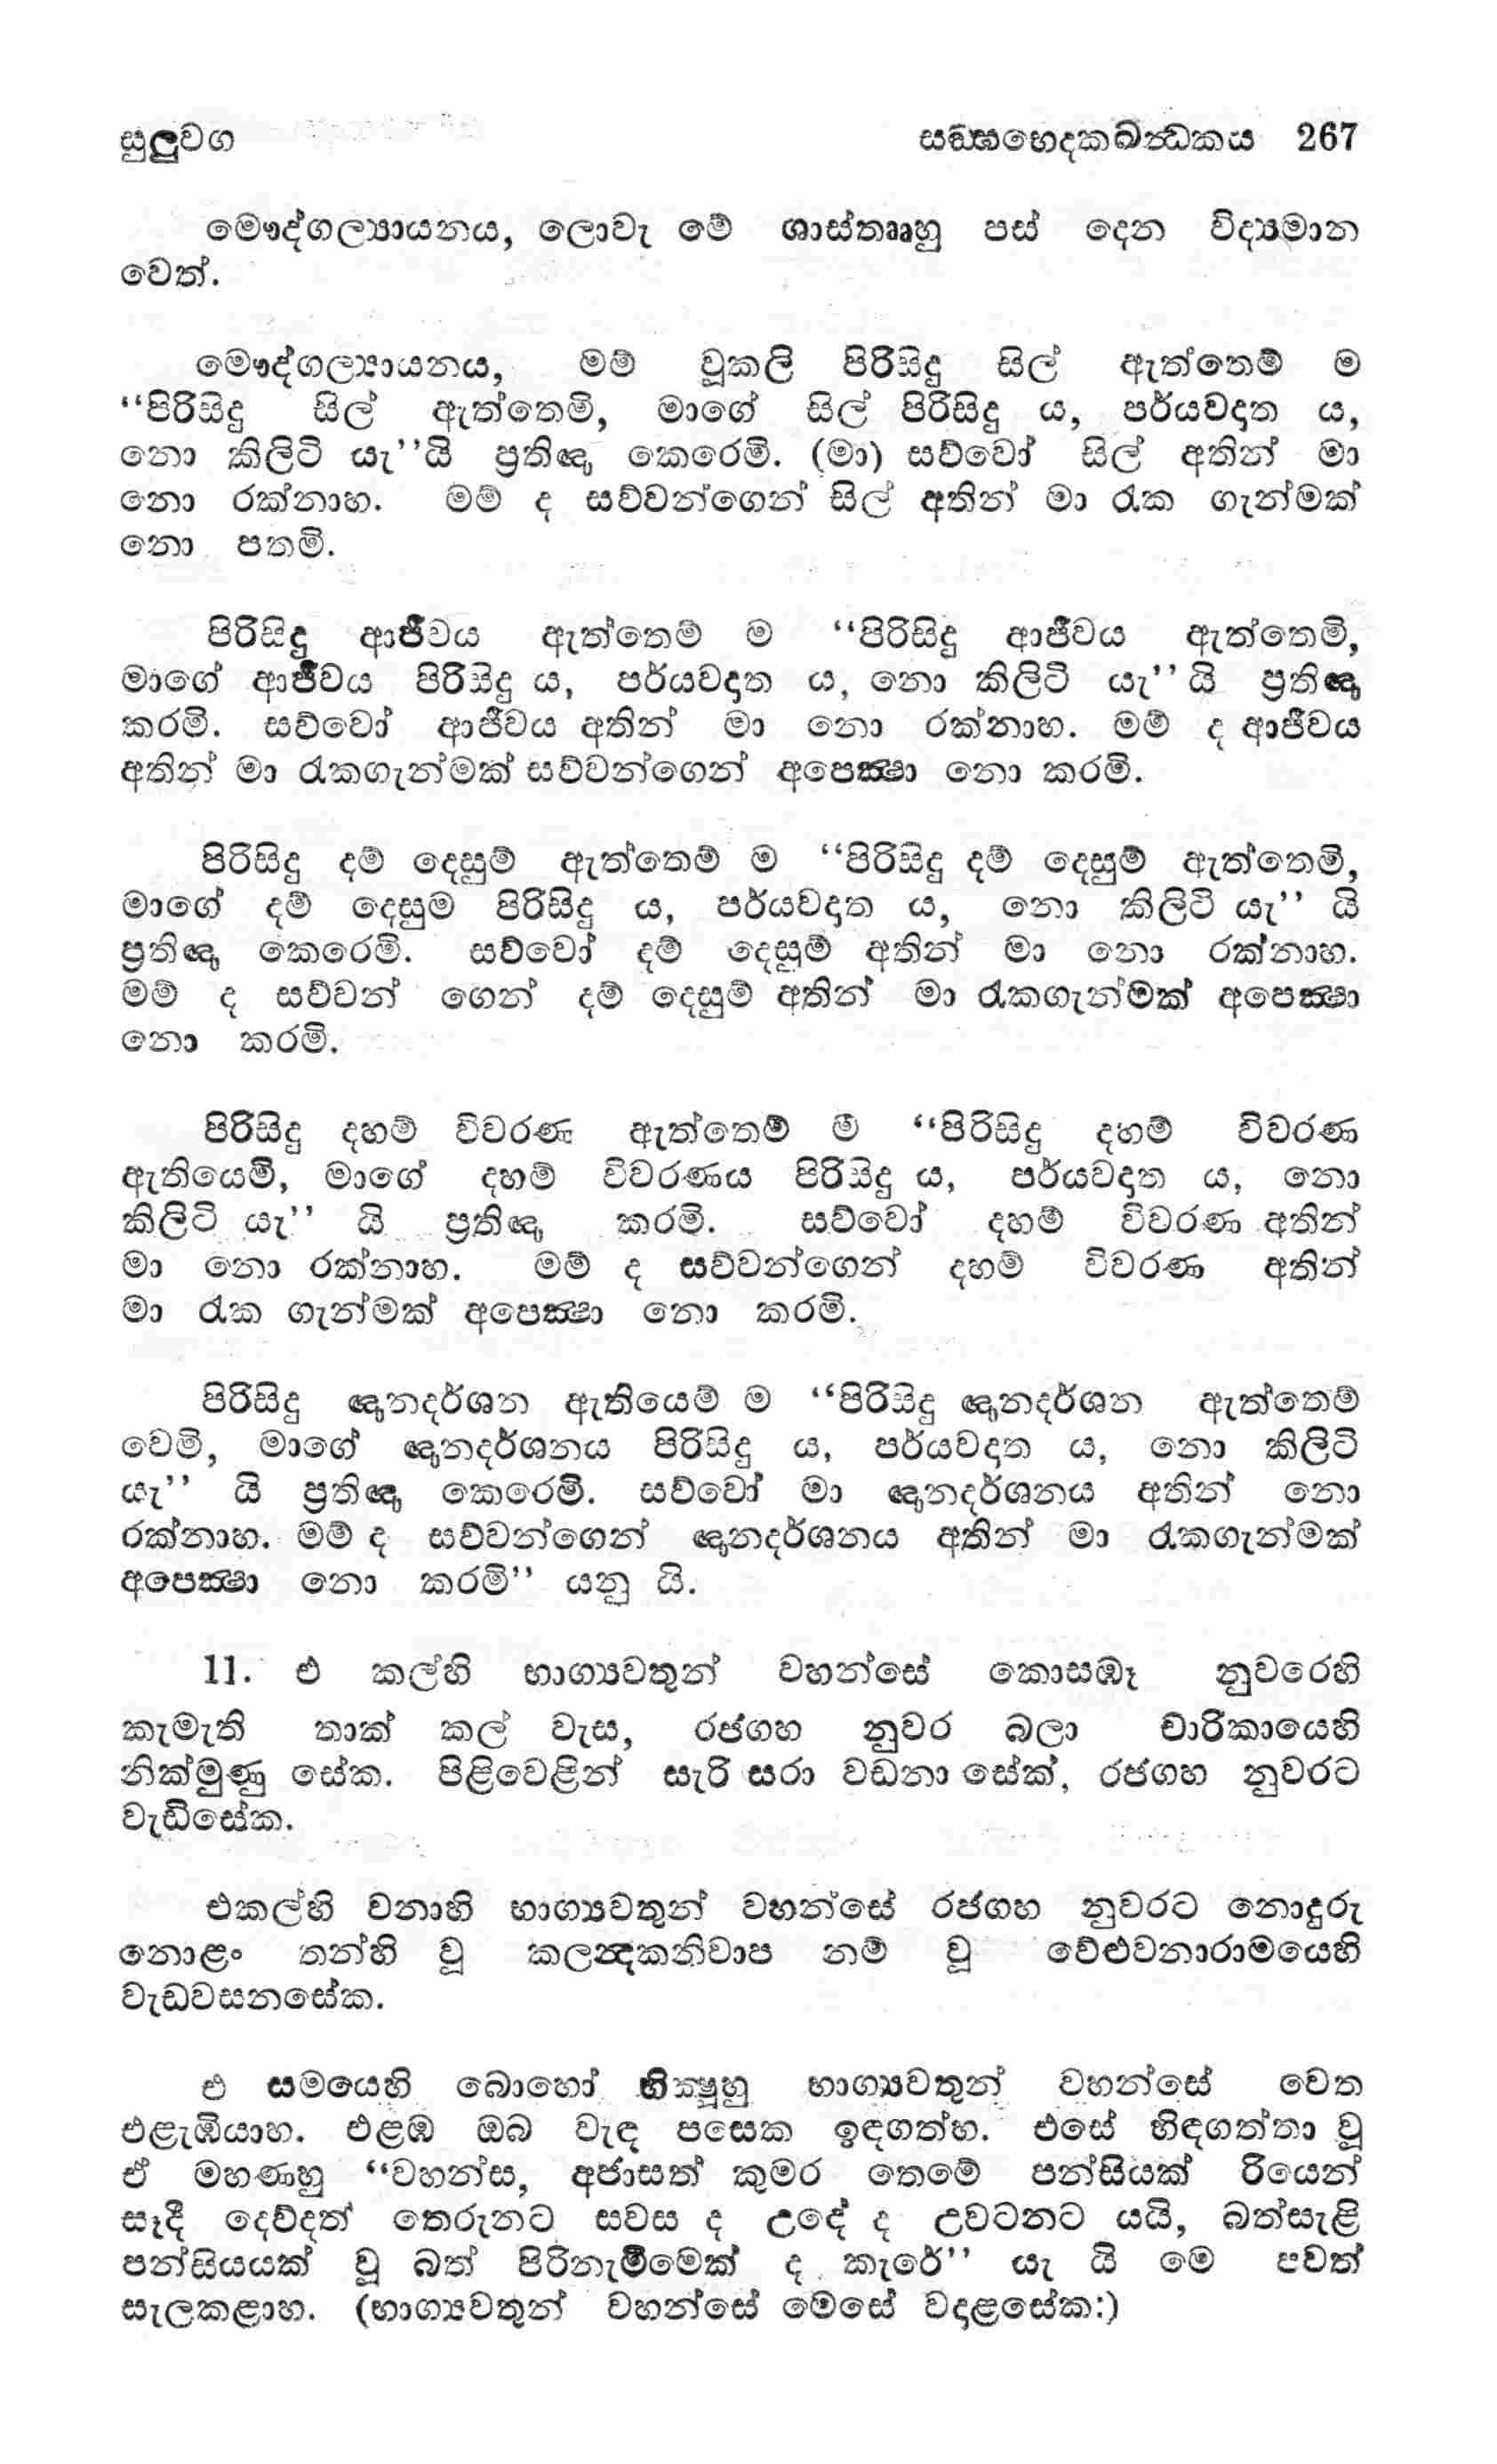 සුලුවග සඞ්ඝභෙදකඛන්ධකය 267
මෞද්ගල්‍යායනය, ලොවැ මේ ශාස්තෲහු පස් දෙන විද්‍යමාන
වෙත්.
මෞද්ගල්‍යායනය, මම් වූකලි පිරිසිදු සිල් ඇත්තෙම් ම
“පිරිසිදු සිල් ඇත්තෙමි, මාගේ සිල් පිරිසිදු ය, පර්යවදාත ය,
නො කිලිටි යැ”යි ප්‍රතිඥා කෙරෙමි. (මා) සව්වෝ සිල් අතින් මා
නො රක්නාහ. මම් ද සව්වන්ගෙන් සිල් අතින් මා රැක ගැන්මක්
නො පතමි.
පිරිසිදු ආජීවය ඇත්තෙම් ම “පිරිසිදු ආජීවය ඇත්තෙමි,
මාගේ ආජීවය පිරිසිදු ය, පර්යවදාත ය, නො කිලිටි යැ” යි ප්‍රතිඥා
කරමි. සව්වෝ ආජීවය අතින් මා නො රක්නාහ. මම් ද ආජීවය
අතින් මා රැකගැන්මක් සව්වන්ගෙන් අපෙක්‍ෂා නො කරමි.
පිරිසිදු දම් දෙසුම් ඇත්තෙම් ම “පිරිසිදු දම් දෙසුම් ඇත්තෙමි,
මාගේ දම් දෙසුම පිරිසිදු ය, පර්යවදාත ය, නො කිලිටි යැ” යි
ප්‍රතිඥා කෙරෙමි. සව්වෝ දම් දෙසුම් අතින් මා නො රක්නාහ.
මම් ද සව්වන් ගෙන් දම් දෙසුම් අතින් මා රැකගැන්මක් අපෙක්‍ෂා
නො කරමි.
පිරිසිදු දහම් විවරණ ඇත්තෙම් මි “පිරිසිදු දහම් විවරණ
ඇතියෙමි, මාගේ දහම් විවරණය පිරිසිදු ය, පර්යවදාත ය, නො
කිලිටි යැ” යි ප්‍රතිඥා කරමි. සව්වෝ දහම් විවරණ අතින්
මා නො රක්නාහ. මම් ද සව්වන්ගෙන් දහම් විවරණ අතින්
මා රැක ගැන්මක් අපෙක්‍ෂා නො කරමි.
පිරිසිදු ඥානදර්ශන ඇතියෙම් ම “පිරිසිදු ඥානදර්ශන ඇත්තෙම්
වෙමි, මාගේ ඥානදර්ශනය පිරිසිදු ය, පර්යවදාත ය, නො කිලිටි
යැ” යි ප්‍රතිඥා කෙරෙමි. සව්වෝ මා ඥානදර්ශනය අතින් නො
රක්නාහ. මම් ද සව්වන්ගෙන් ඥානදර්ශනය අතින් මා රැකගැන්මක්
අපෙක්‍ෂා නො කරමි” යනු යි.
11. එ කල්හි භාග්‍යවතුන් වහන්සේ කොසඹෑ නුවරෙහි
කැමැති තාක් කල් වැස, රජගහ නුවර බලා චාරිකායෙහි
නික්මුණු සේක. පිළිවෙළින් සැරි සරා වඩනා සේක්, රජගහ නුවරට
වැඩිසේක.
එකල්හි වනාහි භාග්‍යවතුන් වහන්සේ රජගහ නුවරට නොදුරු
නොළං තන්හි වූ කලන්‍දකනිවාප නම් වූ වේළුවනාරාමයෙහි
වැඩවසනසේක.
එ සමයෙහි බොහෝ භික්‍ෂූහු භාග්‍යවතුන් වහන්සේ වෙත
එළැඹියාහ. එළඹ ඔබ වැඳ පසෙක ඉඳගත්හ. එසේ හිඳගත්තා වූ
ඒ මහණහු “වහන්ස, අජාසත් කුමර තෙමේ පන්සියක් රියෙන්
සෑදී දෙව්දත් තෙරුනට සවස ද උදේ ද උවටනට යයි, බත්සැළි
පන්සියයක් වූ බත් පිරිනැමීමෙක් ද කැරේ” යැ යි මෙ පවත්
සැලකළාහ. (භාග්‍යවතුන් වහන්සේ මෙසේ වදාළසේක:)